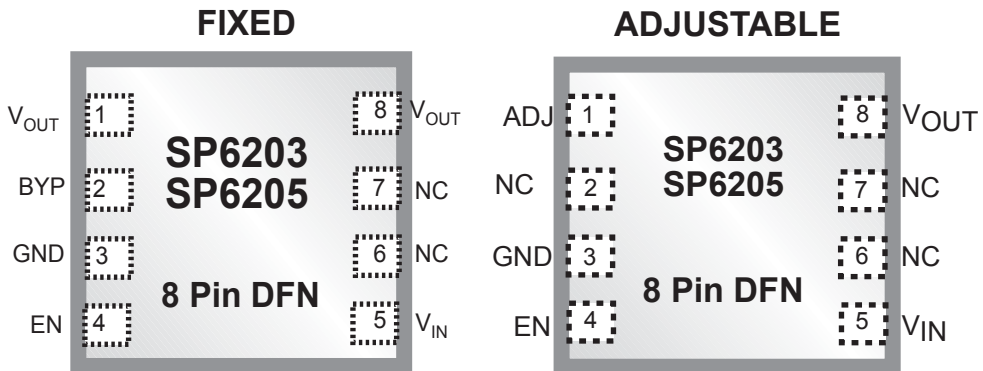 FIXED
ADJUSTABLE
VOUT 1 8 VOUT
SP6203
SP6205
BYP 2 7 NC
GND 3 6 NC
8 Pin DFN
EN 4 5 VIN
ADJ 1 8 VOUT
SP6203
SP6205
NC 2 7 NC
GND 3 6 NC
8 Pin DFN
EN 4 5 VIN